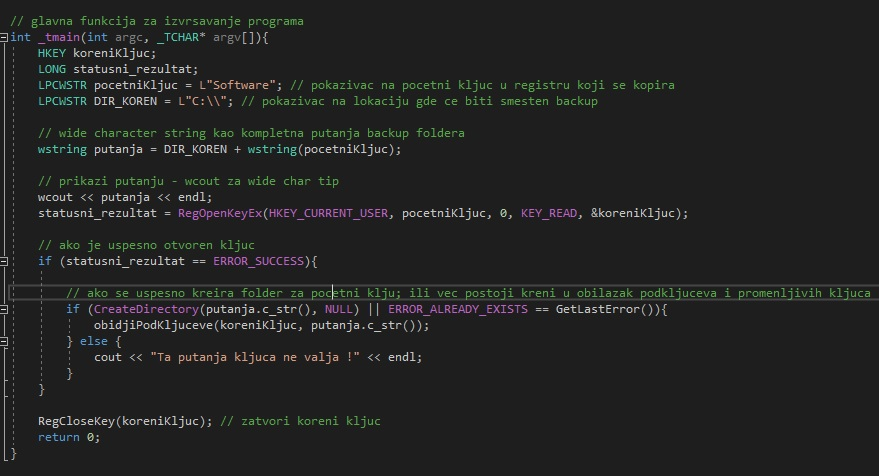 // glavna funkcija za izvrsavanje programa
int _tmain(int argc, _TCHAR* argv[]){
    HKEY koreniKljuc;
    LONG statusni_rezultat;
    LPCWSTR pocetniKljuc = L"Software"; // pokazivac na pocetni kljuc u registru koji se kopira
    LPCWSTR DIR_KOREN = L"C:\\"; // pokazivac na lokaciju gde ce biti smesten backup

    // wide character string kao kompletna putanja backup foldera
    wstring putanja = DIR_KOREN + wstring(pocetniKljuc);

    // prikazi putanju - wcout za wide char tip
    wcout << putanja << endl;
    statusni_rezultat = RegOpenKeyEx(HKEY_CURRENT_USER, pocetniKljuc, 0, KEY_READ, &koreniKljuc);

    // ako je uspesno otvoren kljuc
    if (statusni_rezultat == ERROR_SUCCESS){

        // ako se uspesno kreira folder za pocetni klju; ili vec postoji kreni u obilazak podkljuceva i promenljivih kljuca
        if (CreateDirectory(putanja.c_str(), NULL) || ERROR_ALREADY_EXISTS == GetLastError()){
            obidjiPodKljuceve(koreniKljuc, putanja.c_str());
        } else {
            cout << "Ta putanja kljuca ne valja !" << endl;
        }
    }

    RegCloseKey(koreniKljuc); // zatvori koreni kljuc
    return 0;
}